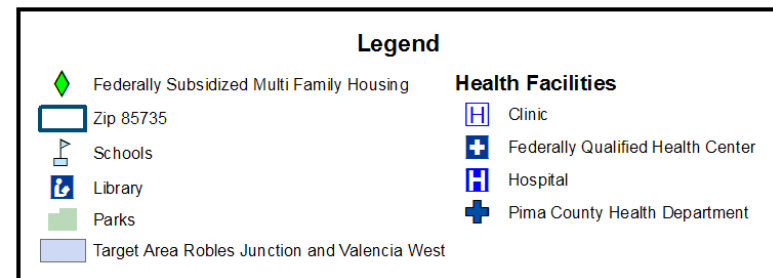 Legend
Federally Subsidized Multi Family Housing
Zip 85735
Schools
Library
Parks
Target Area Robles Junction and Valencia West
Health Facilities
H Clinic
Federally Qualified Health Center
H Hospital
Pima County Health Department